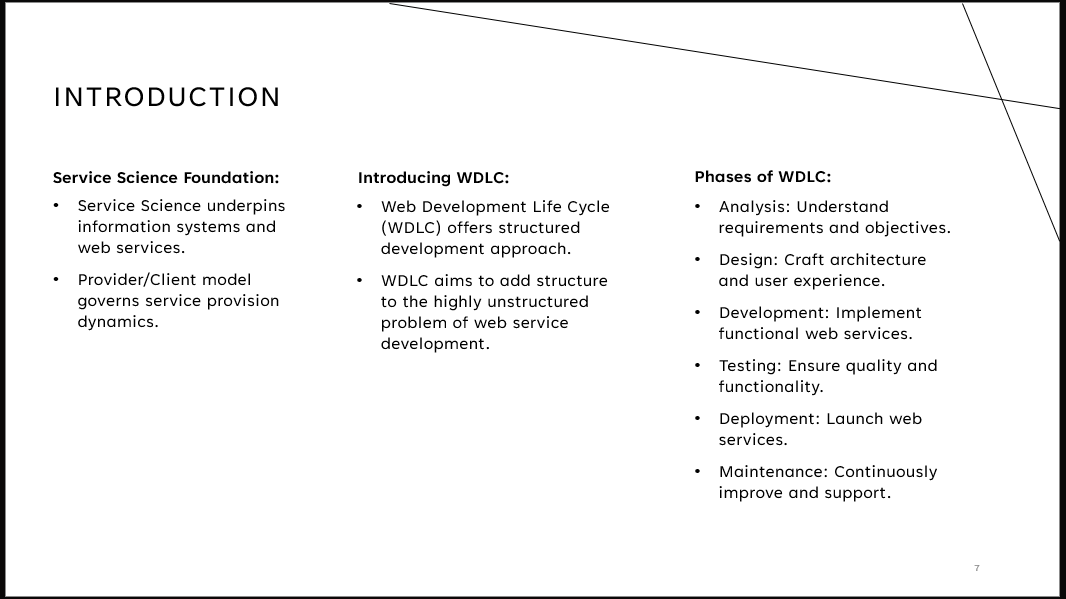 INTRODUCTION
Service Science Foundation:
• Service Science underpins
information systems and
web services.
• Provider/Client model
governs service provision
dynamics.
Introducing WDLC:
• Web Development Life Cycle
(WDLC) offers structured
development approach.
• WDLC aims to add structure
to the highly unstructured
problem of web service
development.
Phases of WDLC:
• Analysis: Understand
requirements and objectives.
• Design: Craft architecture
and user experience.
• Development: Implement
functional web services.
• Testing: Ensure quality and
functionality.
• Deployment: Launch web
services.
• Maintenance: Continuously
improve and support.
7